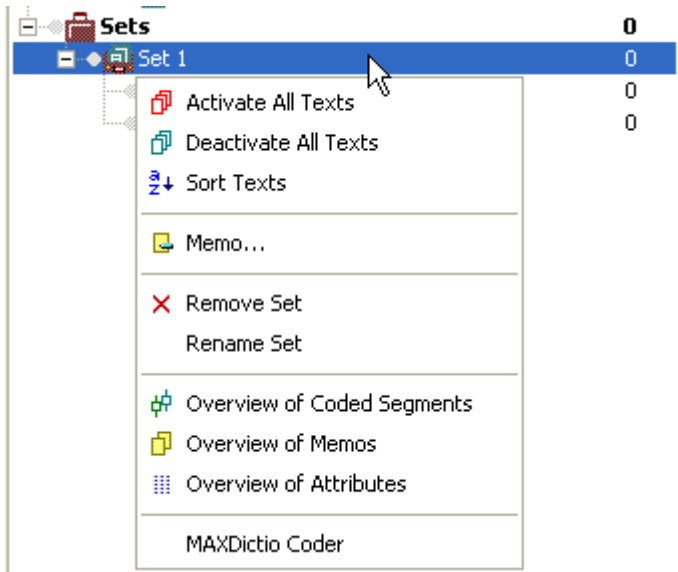 Sets 0
Set 1 0
0
0
Activate All Texts
Deactivate All Texts
Sort Texts
Memo...
Remove Set
Rename Set
Overview of Coded Segments
Overview of Memos
Overview of Attributes
MAXDictio Coder